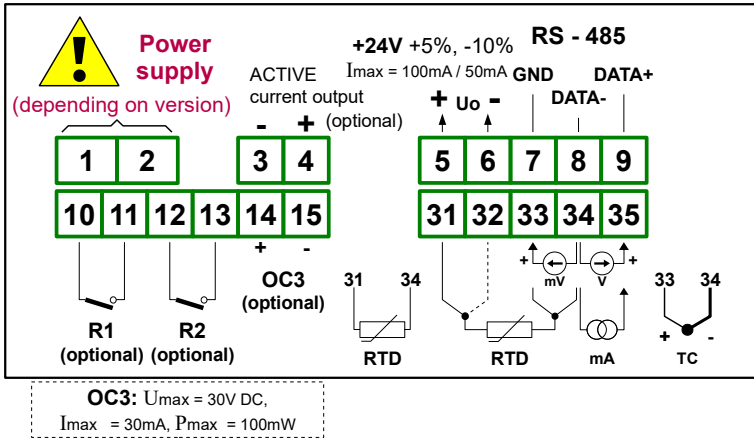 Power supply
(depending on version)
ACTIVE
current output
(optional)
- +
+24V +5%, -10%
Imax = 100mA / 50mA
+ Uo -
RS - 485
GND DATA+
DATA-
1 2 3 4 5 6 7 8 9
10 11 12 13 14 15 31 32 33 34 35
+ -
OC3
(optional)
R1
(optional)
R2
(optional)
31 34
RTD
RTD
+ mV
V +
mA
33 34
+ -
TC
OC3: Umax = 30V DC,
Imax = 30mA, Pmax = 100mW